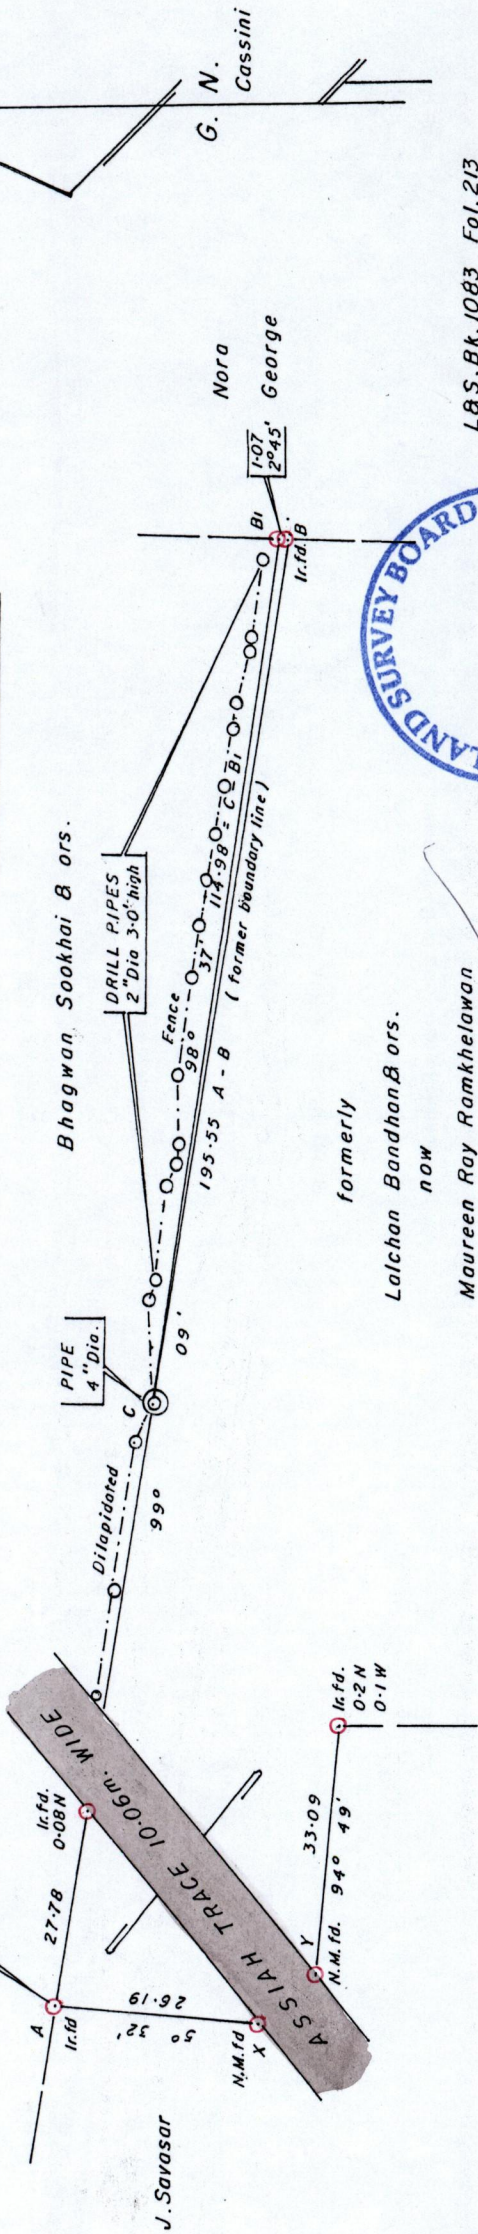 G. N.
Cassini
Nora
George
1·07
2°45'
B1
Ir.fd. B
L&S. Bk. 1083 Fol. 213
LAND SURVEY BOARD
Bhagwan Sookhai & ors.
DRILL PIPES
2"Dia 3·0' high
Fence
98° 37' 114·98 = C - B1
195·55 A - B
(former boundary line)
formerly
Lalchan Bandhan & ors.
now
Maureen Ray Ramkhelawan
PIPE
4"Dia.
C
Dilapidated
99° 09'
Ir.fd.
0·08N
27·78
A
Ir.fd
5° 32'
26·19
N.M.fd
X
ASSIAH TRACE 10·06m. WIDE
Y
N.M.fd.
33·09
94° 49'
Ir.fd.
0·2 N
0·1 W
J. Savasar